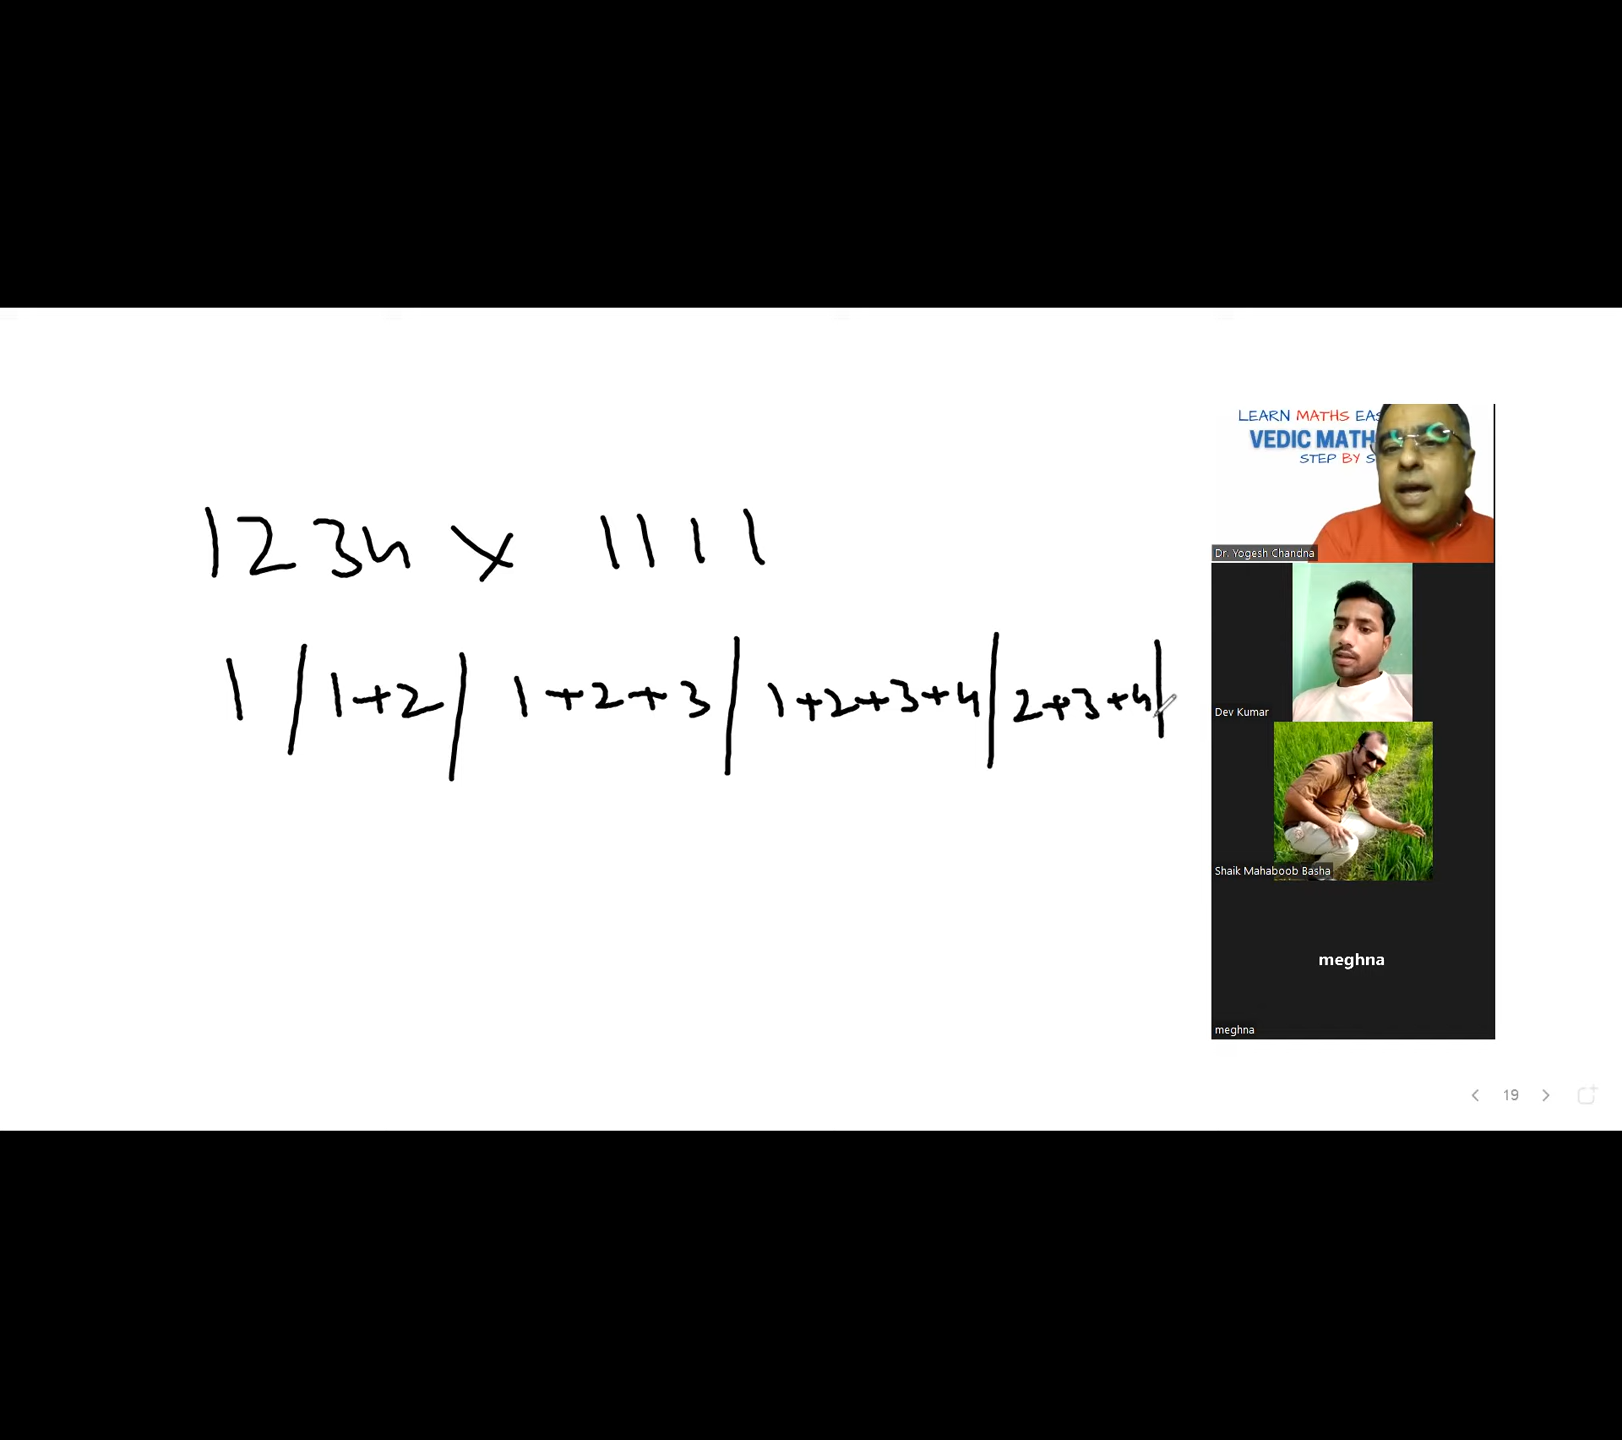 1234 x 1111
1 / 1+2 / 1+2+3 / 1+2+3+4 / 2+3+4 /
LEARN MATHS EAS
VEDIC MATH
STEP BY S
Dr. Yogesh Chandna
Dev Kumar
Shaik Mahaboob Basha
meghna
meghna
19